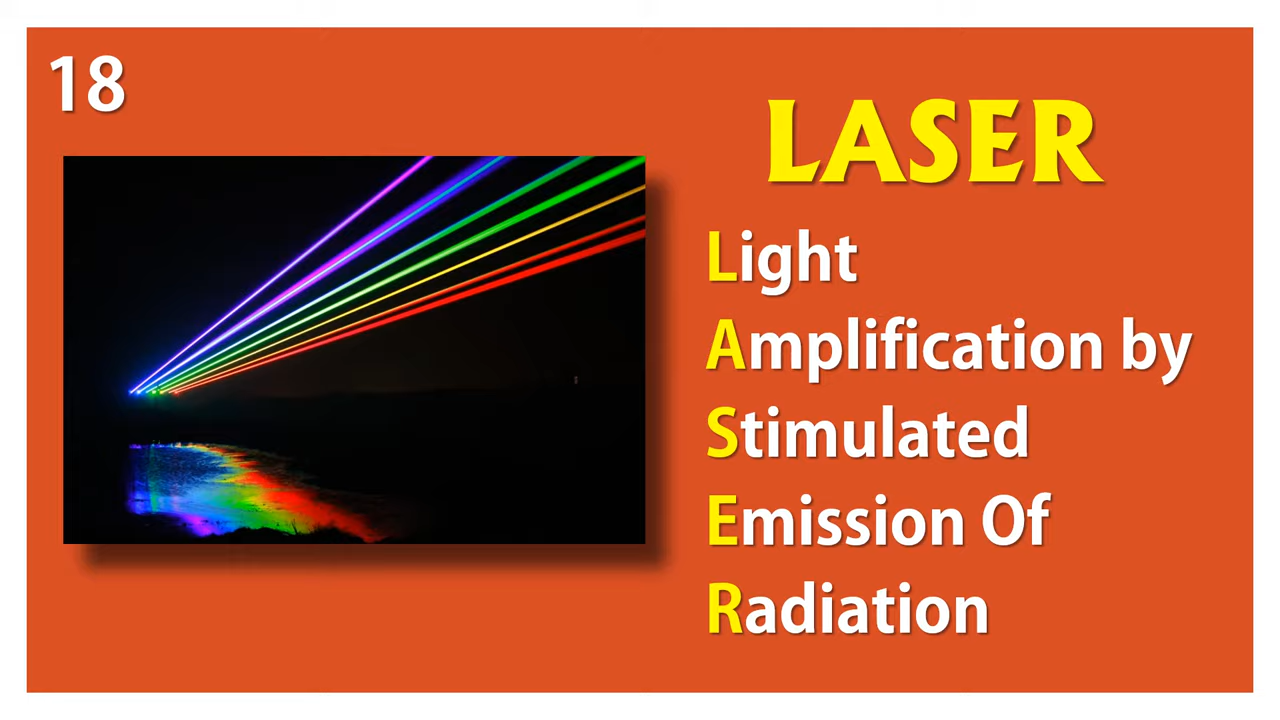 18
LASER
Light
Amplification by
Stimulated
Emission Of
Radiation